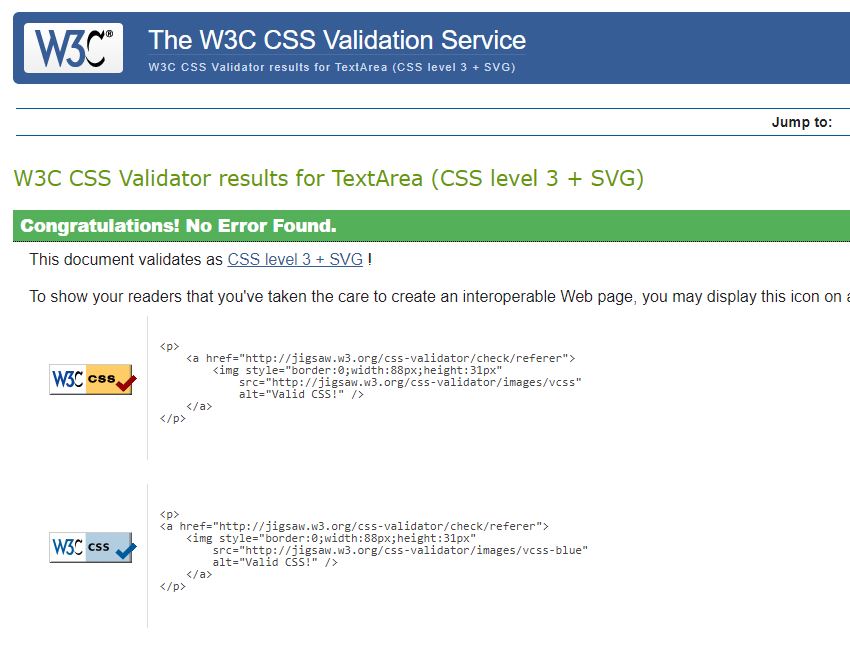 W3C® The W3C CSS Validation Service
W3C CSS Validator results for TextArea (CSS level 3 + SVG)
Jump to:
W3C CSS Validator results for TextArea (CSS level 3 + SVG)
Congratulations! No Error Found.
This document validates as CSS level 3 + SVG !
To show your readers that you've taken the care to create an interoperable Web page, you may display this icon on a
W3C css
<p>
<a href="http://jigsaw.w3.org/css-validator/check/referer">
<img style="border:0;width:88px;height:31px"
src="http://jigsaw.w3.org/css-validator/images/vcss"
alt="Valid CSS!" />
</a>
</p>
W3C css
<p>
<a href="http://jigsaw.w3.org/css-validator/check/referer">
<img style="border:0;width:88px;height:31px"
src="http://jigsaw.w3.org/css-validator/images/vcss-blue"
alt="Valid CSS!" />
</a>
</p>